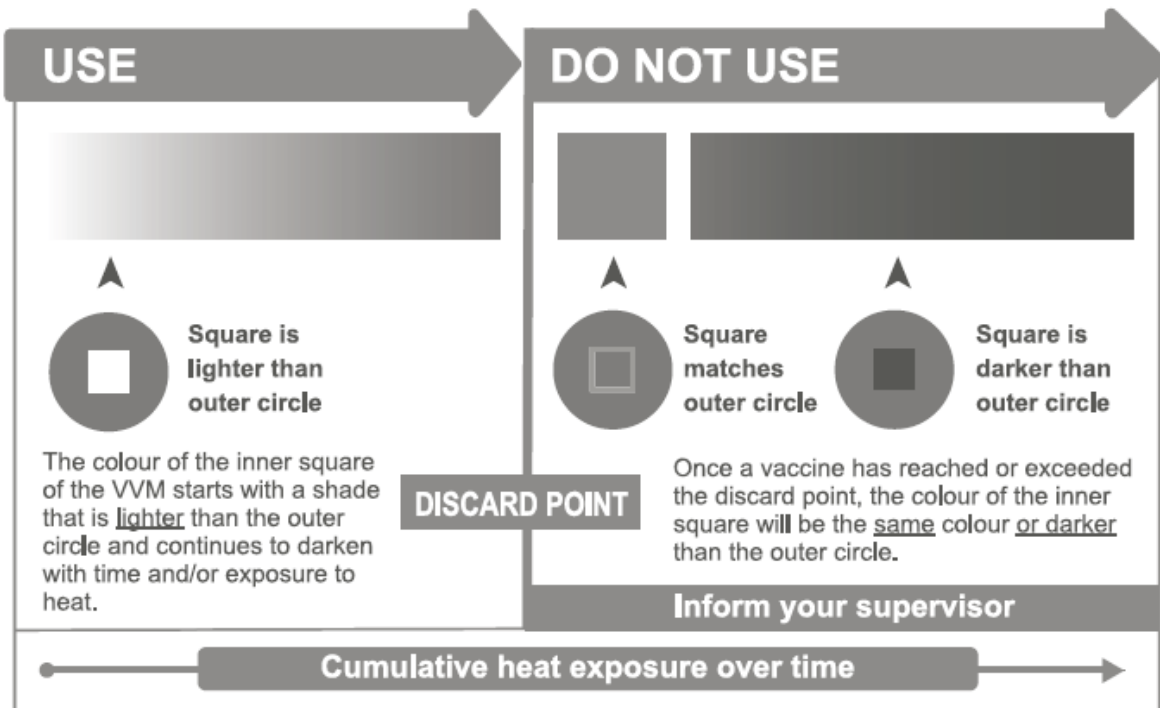 USE
DO NOT USE
Square is
lighter than
outer circle
Square
matches
outer circle
Square is
darker than
outer circle
The colour of the inner square
of the VVM starts with a shade
that is lighter than the outer
circle and continues to darken
with time and/or exposure to
heat.
DISCARD POINT
Once a vaccine has reached or exceeded
the discard point, the colour of the inner
square will be the same colour or darker
than the outer circle.
Inform your supervisor
Cumulative heat exposure over time